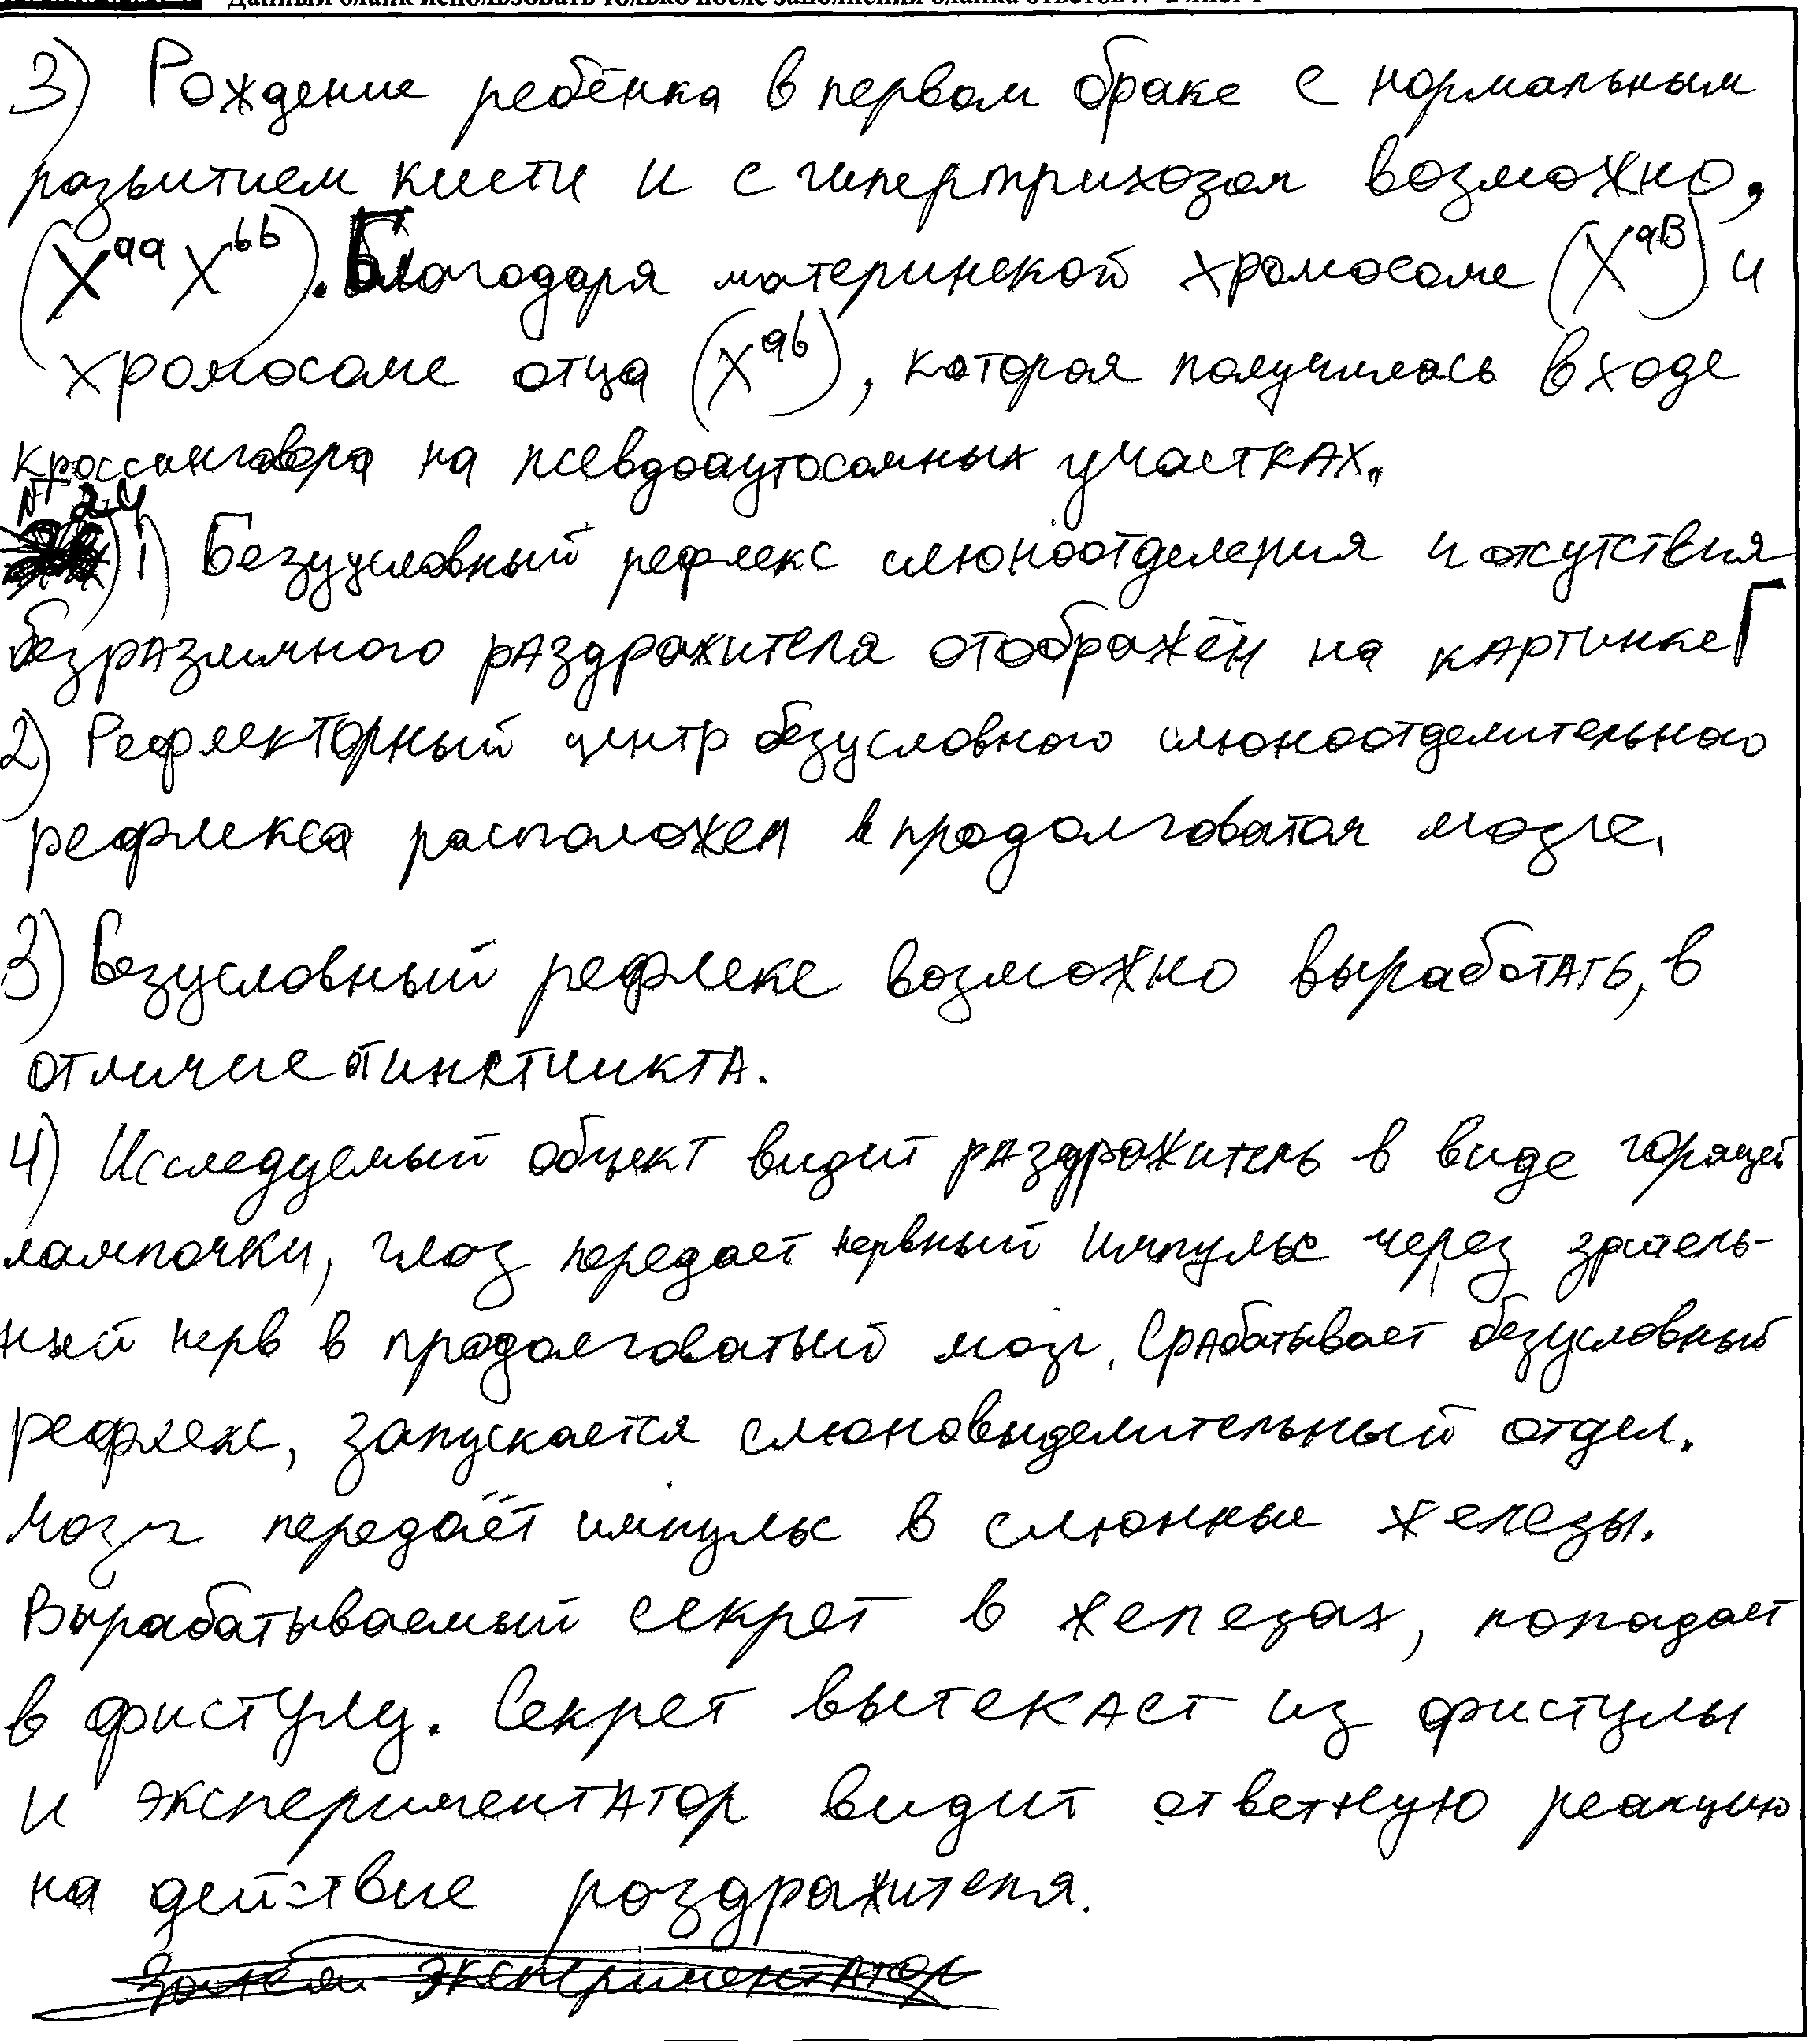 Данный бланк использовать только после заполнения бланка ответов № 2 лист 1
3) Рождение ребёнка в первом браке с нормальным
развитием кисти и с гипертрихозом возможно,
(X^aa X^bb). Благодаря материнской хромосоме (X^aB) и
хромосоме отца (X^ab), которая получилась в ходе
кроссинговера на псевдоаутосомных участках.
№ 24
1) Безусловный рефлекс слюноотделения и отсутствия
безразличного раздражителя отображён на картинке Г
2) Рефлекторный центр безусловного слюноотделительного
рефлекса расположен в продолговатом мозге.
3) Безусловный рефлекс возможно выработать, в
отличие от инстинкта.
4) Исследуемый объект видит раздражитель в виде горящей
лампочки, глаз передает нервный импульс через зритель-
ный нерв в продолговатый мозг. Срабатывает безусловный
рефлекс, запускается слюновыделительный отдел.
Мозг передаёт импульс в слюнные железы.
Вырабатываемый секрет в железах, попадает
в фистулу. Секрет вытекает из фистулы
и экспериментатор видит ответную реакцию
на действие раздражителя.
Затем экспериментатор